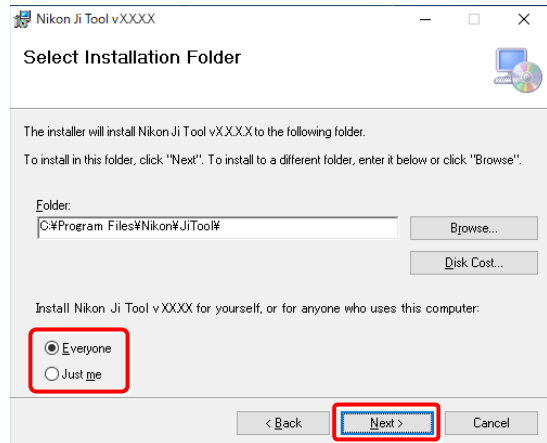 Nikon Ji Tool vXXXX
Select Installation Folder
The installer will install Nikon Ji Tool vX.X.X.X to the following folder.
To install in this folder, click "Next". To install to a different folder, enter it below or click "Browse".
Folder:
C:¥Program Files¥Nikon¥JiTool¥
Browse...
Disk Cost...
Install Nikon Ji Tool v XXXX for yourself, or for anyone who uses this computer:
Everyone
Just me
< Back
Next >
Cancel